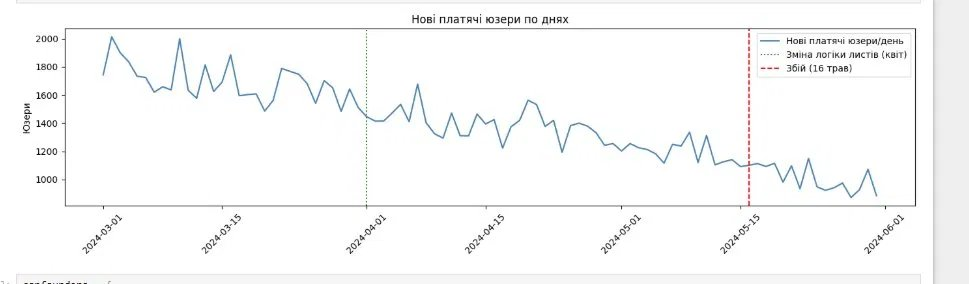 Нові платячі юзери по днях
Нові платячі юзери/день
Зміна логіки листів (квіт)
Збій (16 трав)
Юзери
2000
1800
1600
1400
1200
1000
2024-03-01
2024-03-15
2024-04-01
2024-04-15
2024-05-01
2024-05-15
2024-06-01